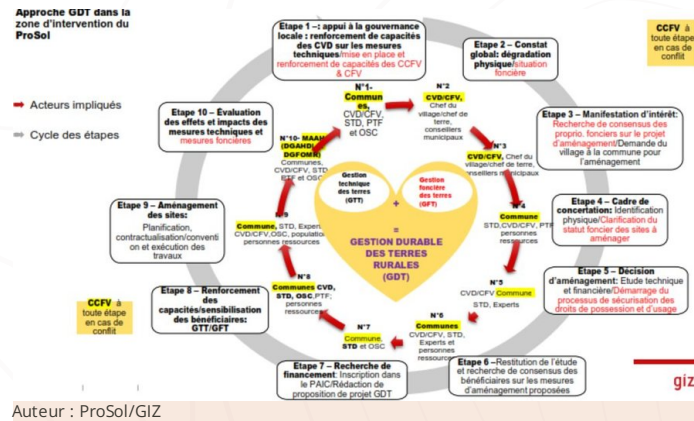 Approche GDT dans la
zone d'intervention du
ProSol
Acteurs impliqués
Cycle des étapes
Etape 1 –: appui à la gouvernance
locale : renforcement de capacités
des CVD sur les mesures
techniques/mise en place et
renforcement de capacités des CCFV
& CFV
Etape 2 – Constat
global: dégradation
physique/situation
foncière
CCFV à
toute étape
en cas de
conflit
Etape 3 – Manifestation d'intérêt:
Recherche de consensus des
proprio. fonciers sur le projet
d'aménagement/Demande du
village à la commune pour
l'aménagement
Etape 4 – Cadre de
concertation: Identification
physique/Clarification du
statut foncier des sites à
aménager
Etape 5 – Décision
d'aménagement: Etude technique
et financière/Démarrage du
processus de sécurisation des
droits de possession et d'usage
Etape 6 –Restitution de l'étude
et recherche de consensus des
bénéficiaires sur les mesures
d'aménagement proposées
Etape 7 – Recherche de
financement: Inscription dans
le PAIC/Rédaction de
proposition de projet GDT
Etape 8 – Renforcement
des
capacités/sensibilisation
des bénéficiaires:
GTT/GFT
CCFV à
toute étape
en cas de
conflit
Etape 9 – Aménagement
des sites:
Planification,
contractualisation/conventi
on et exécution des
travaux
Etape 10 – Évaluation
des effets et impacts des
mesures techniques et
mesures foncières
N°1-
Commun
es,
CVD/CFV,
STD, PTF
et OSC
N°2
CVD/CFV,
Chef du
village/chef de
terre,
conseillers
municipaux
N°3
CVD/CFV, Chef du
village/chef de terre,
conseillers municipaux
N°4
Commune
STD,CVD/CFV, PTF
personnes
ressources
N°5
CVD/CFV Commune
STD, Experts
N°6
Communes
CVD/CFV, STD,
Experts et
personnes
ressources
N°7
Commune,
STD et OSC
N°8
Communes CVD,
STD, OSC,PTF;
personnes
ressources
N°9
Commune, STD, Experts
CVD/CFV,OSC, population
personnes ressources
N°10- MAAH
(DGAHDI,
DGFOMR)
Communes,
CVD/CFV, STD
PTF et OSC
Gestion
technique
des terres
(GTT)
+
Gestion
foncière
des terres
(GFT)
=
GESTION DURABLE
DES TERRES
RURALES
(GDT)
giz
Auteur : ProSol/GIZ